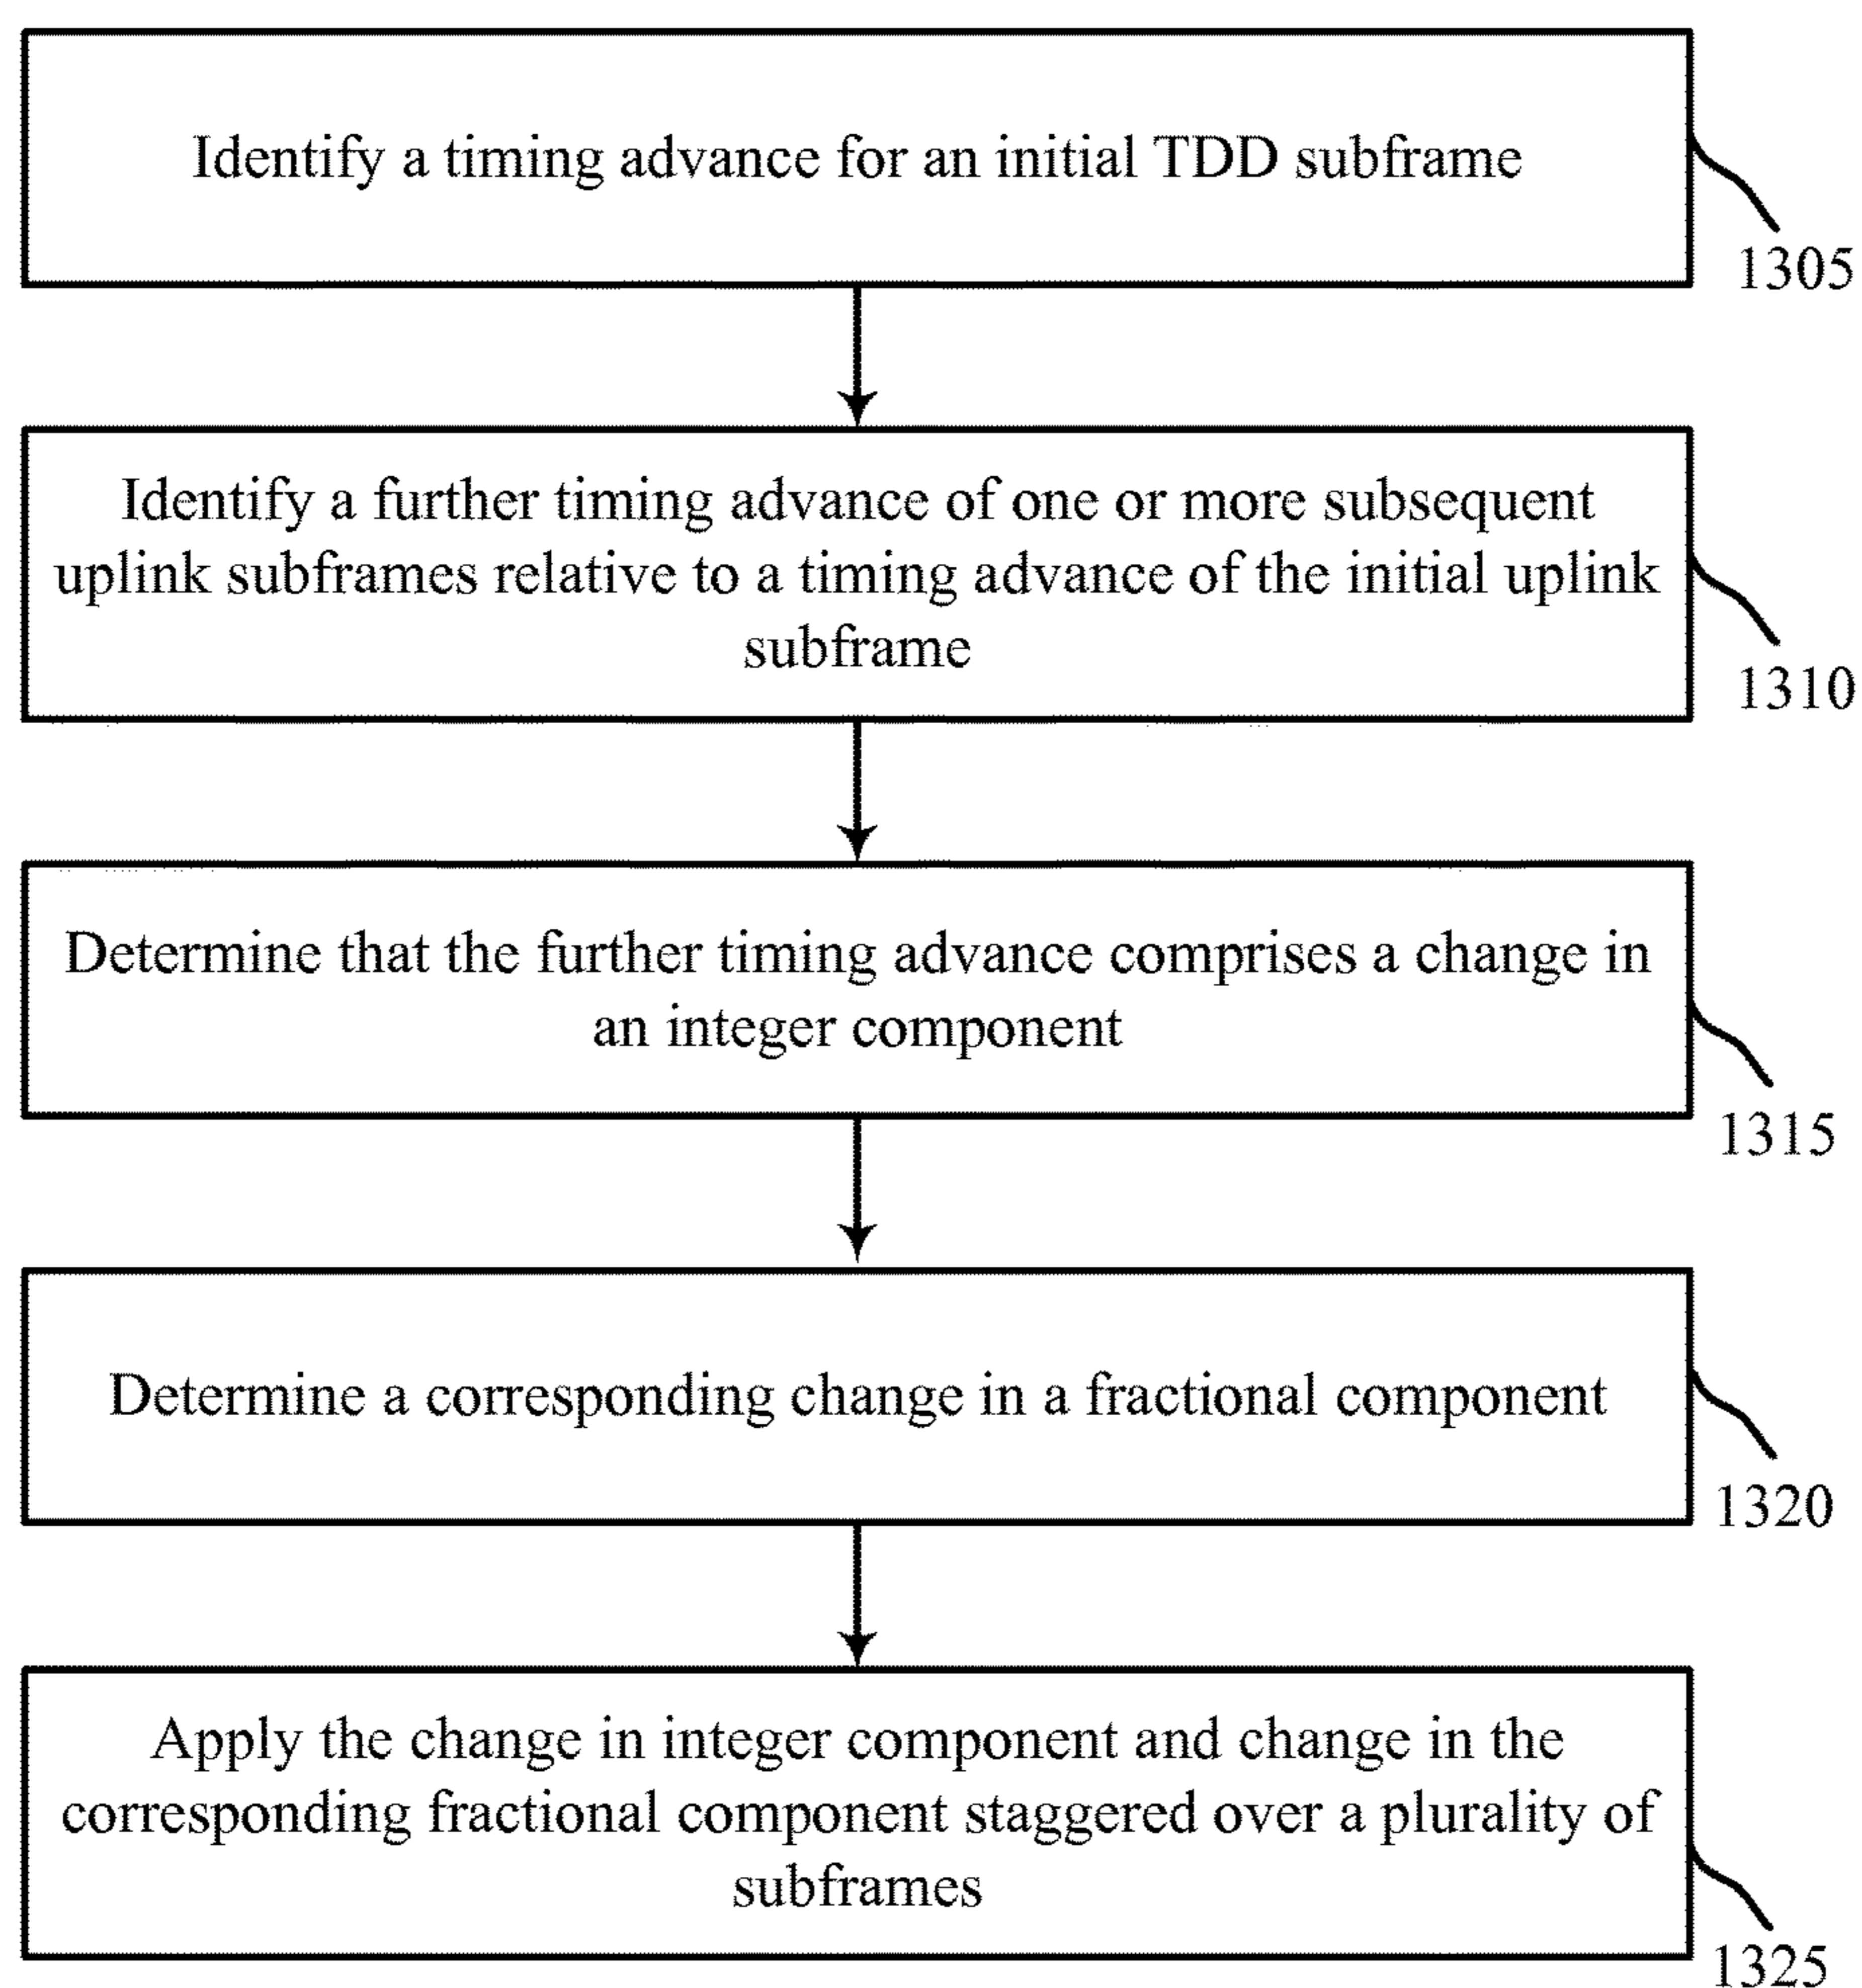 Identify a timing advance for an initial TDD subframe
1305
Identify a further timing advance of one or more subsequent
uplink subframes relative to a timing advance of the initial uplink
subframe
1310
Determine that the further timing advance comprises a change in
an integer component
1315
Determine a corresponding change in a fractional component
1320
Apply the change in integer component and change in the
corresponding fractional component staggered over a plurality of
subframes
1325